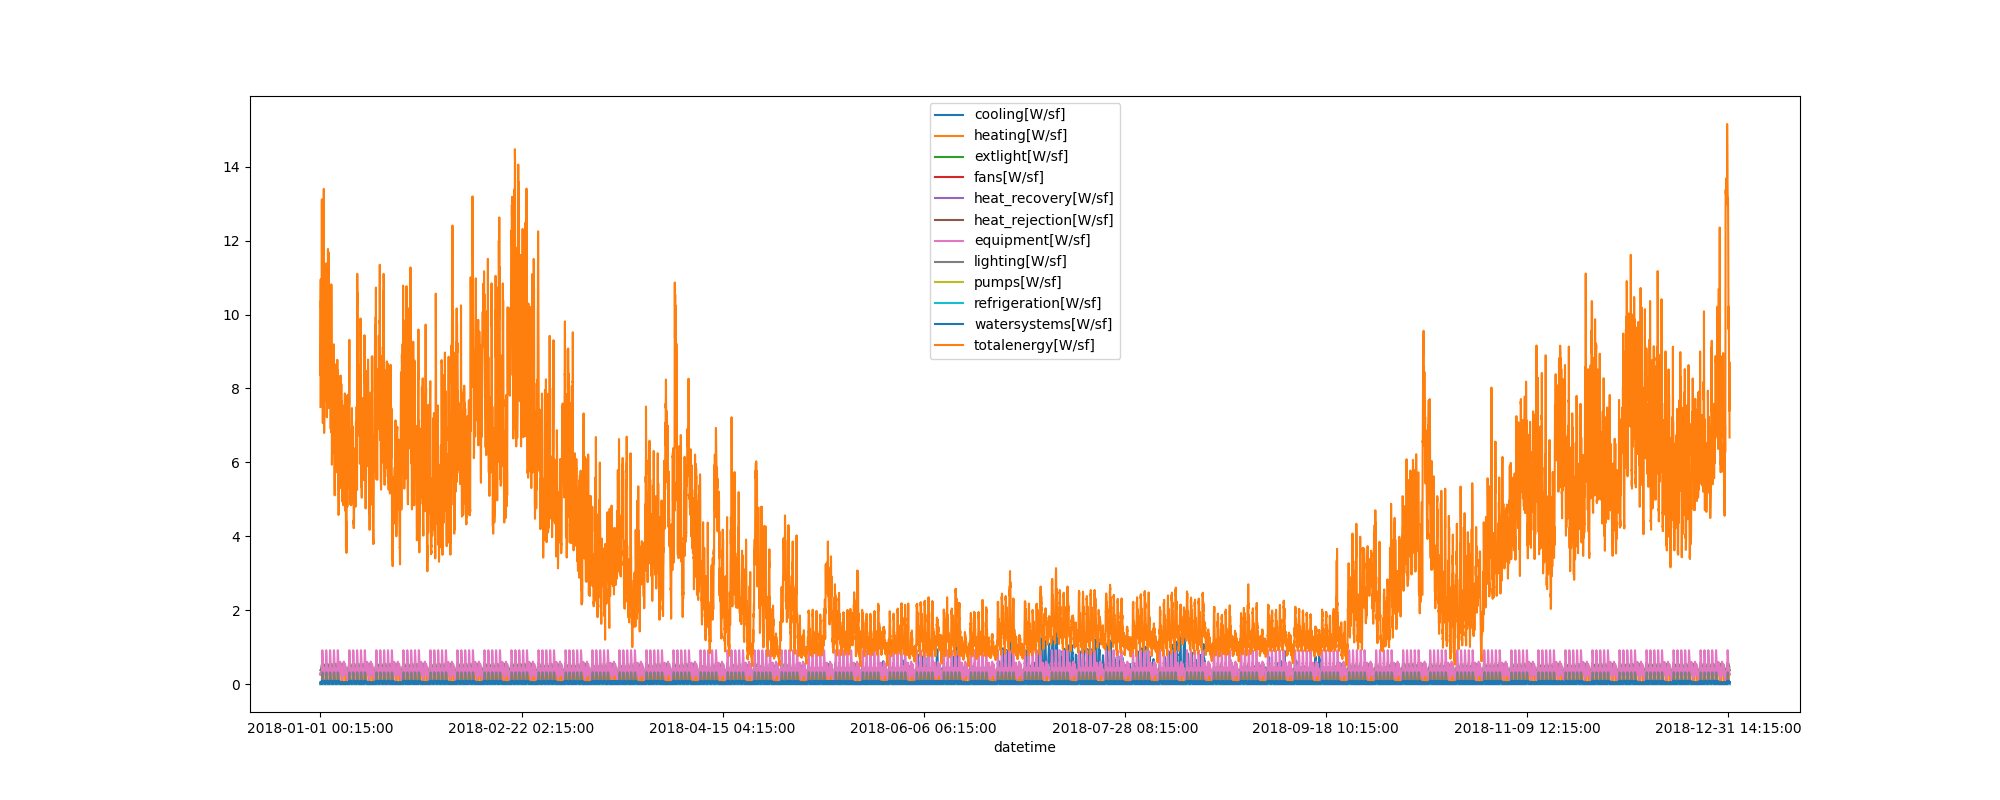 cooling[W/sf]
heating[W/sf]
extlight[W/sf]
fans[W/sf]
heat_recovery[W/sf]
heat_rejection[W/sf]
equipment[W/sf]
lighting[W/sf]
pumps[W/sf]
refrigeration[W/sf]
watersystems[W/sf]
totalenergy[W/sf]
14
12
10
8
6
4
2
0
2018-01-01 00:15:00 2018-02-22 02:15:00 2018-04-15 04:15:00 2018-06-06 06:15:00 2018-07-28 08:15:00 2018-09-18 10:15:00 2018-11-09 12:15:00 2018-12-31 14:15:00
datetime